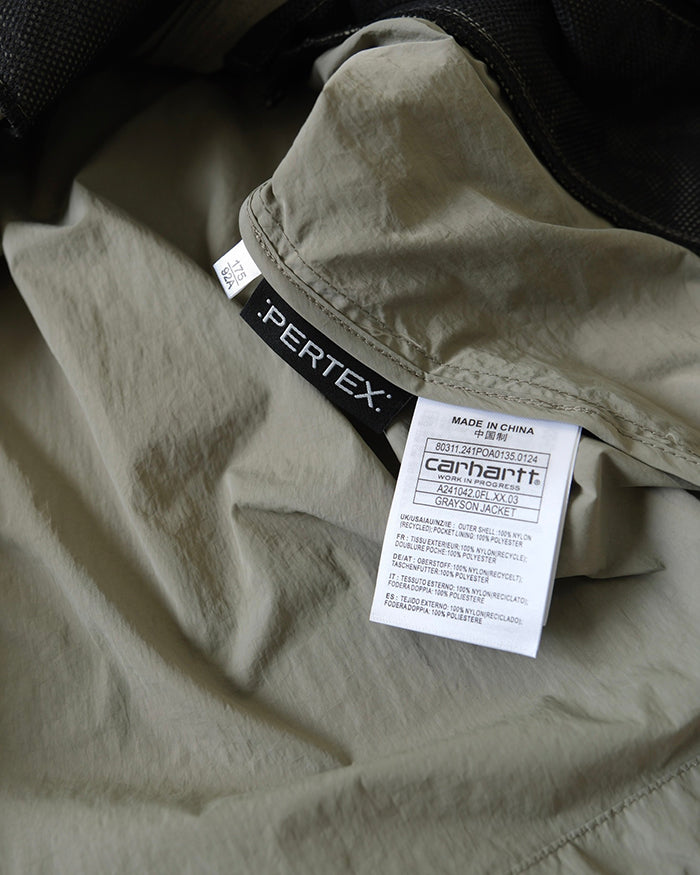 175
92A
:PERTEX:
MADE IN CHINA
中国制
80311.241POA0135.0124
carhartt®
WORK IN PROGRESS
A241042.0FL.XX.03
GRAYSON JACKET
UK/USA/AU/NZ/IE : OUTER SHELL:100% NYLON
(RECYCLED); POCKET LINING: 100% POLYESTER
FR : TISSU EXTERIEUR: 100% NYLON(RECYCLE);
DOUBLURE POCHE: 100% POLYESTER
DE/AT : OBERSTOFF: 100% NYLON(RECYCELT);
TASCHENFUTTER: 100% POLYESTER
IT : TESSUTO ESTERNO: 100% NYLON(RICICLATO);
FODERA DOPPIA: 100% POLIESTERE
ES : TEJIDO EXTERNO: 100% NYLON(RECICLADO);
FODERA DOPPIA: 100% POLIESTERE